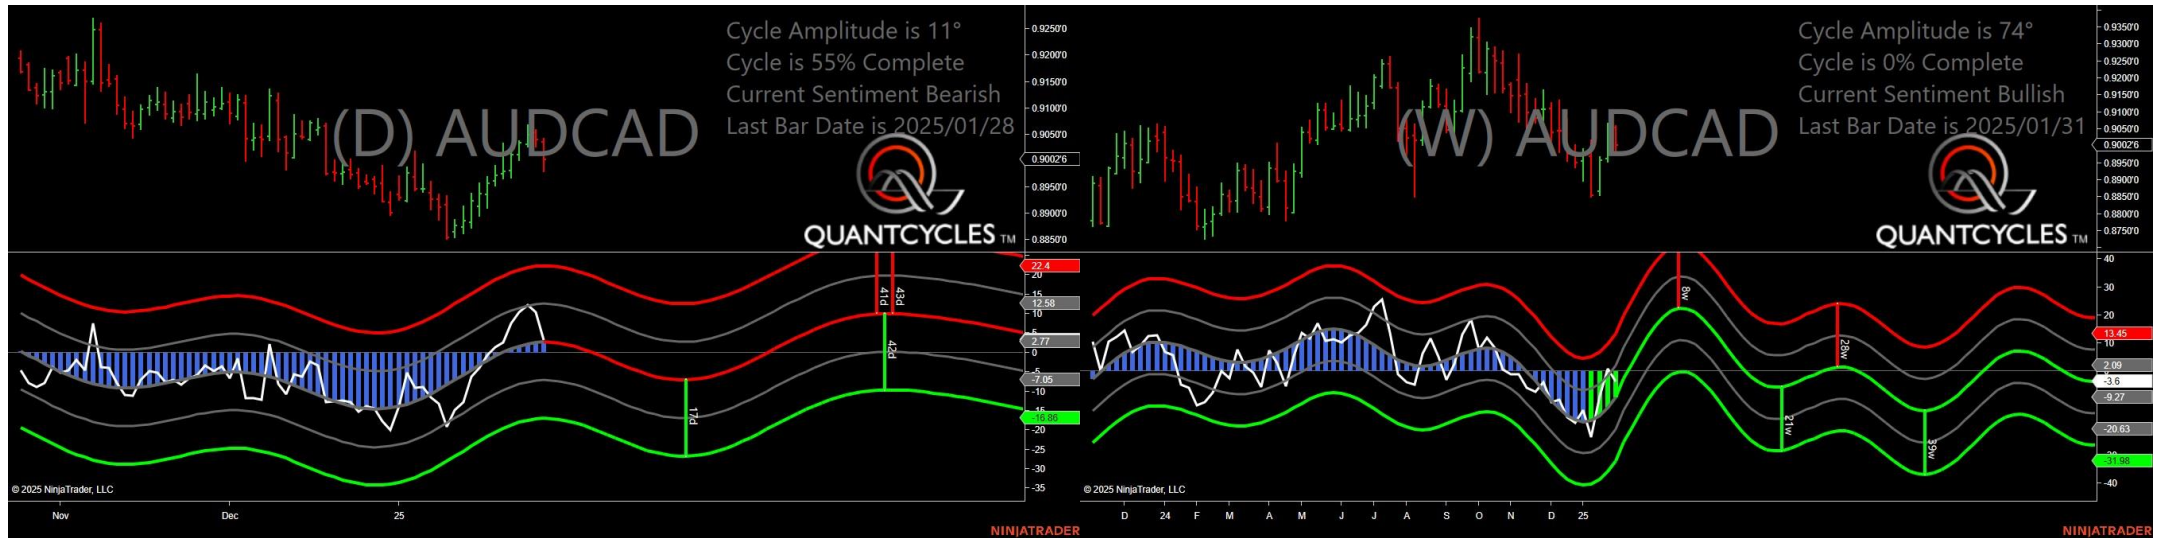 Cycle Amplitude is 11°
Cycle is 55% Complete
Current Sentiment Bearish
Last Bar Date is 2025/01/28
(D) AUDCAD
QUANTCYCLES TM
0.9250'0
0.9200'0
0.9150'0
0.9100'0
0.9050'0
0.9002'6
0.8950'0
0.8900'0
0.8850'0
22.4
20
15
12.58
10
5
2.77
0
-5
-7.05
-10
-15
-16.86
-20
-25
-30
-35
17d
41d
43d
42d
© 2025 NinjaTrader, LLC
Nov
Dec
25
NINJATRADER
Cycle Amplitude is 74°
Cycle is 0% Complete
Current Sentiment Bullish
Last Bar Date is 2025/01/31
(W) AUDCAD
QUANTCYCLES TM
0.9350'0
0.9300'0
0.9250'0
0.9200'0
0.9150'0
0.9100'0
0.9050'0
0.9002'6
0.8950'0
0.8900'0
0.8850'0
0.8800'0
0.8750'0
40
30
20
13.45
10
2.09
-3.6
-9.27
-20.63
-31.98
-40
8w
28w
21w
39w
© 2025 NinjaTrader, LLC
D
24
F
M
A
M
J
J
A
S
O
N
D
25
NINJATRADER